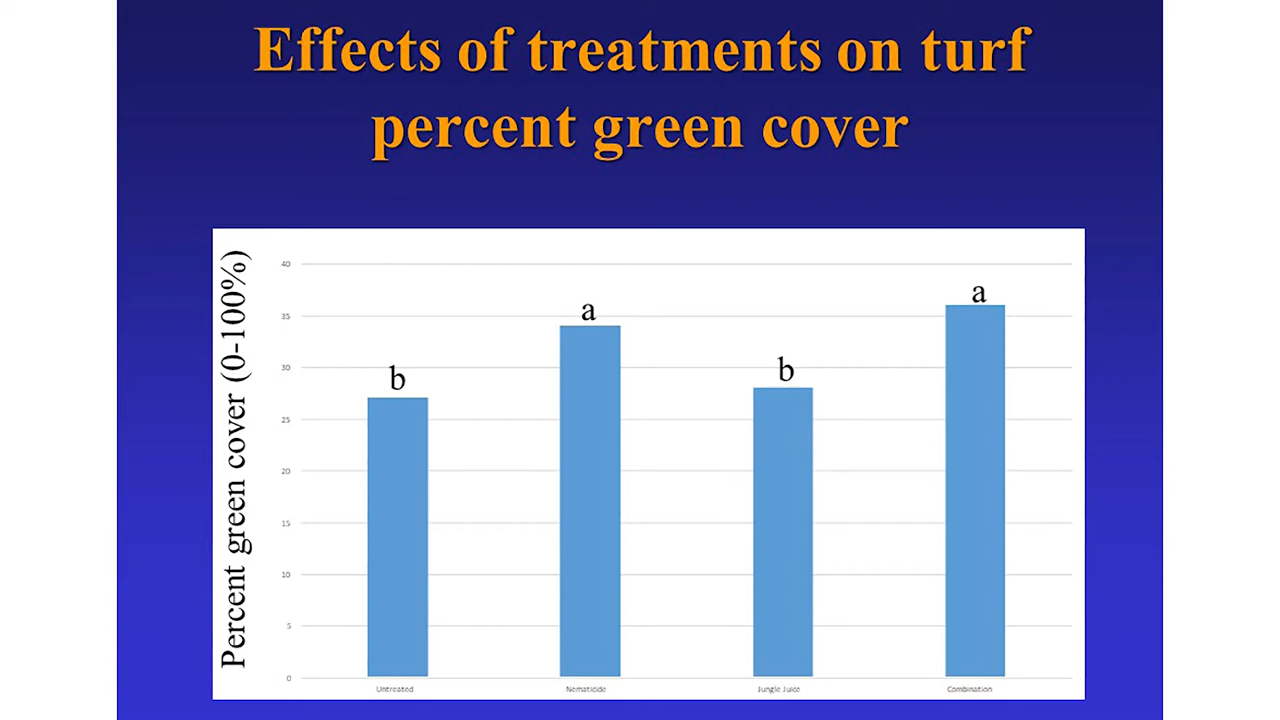 Effects of treatments on turf
percent green cover
Percent green cover (0-100%)
40
35
30
25
20
15
10
5
0
b
a
b
a
Untreated
Nematicide
Jungle Juice
Combination